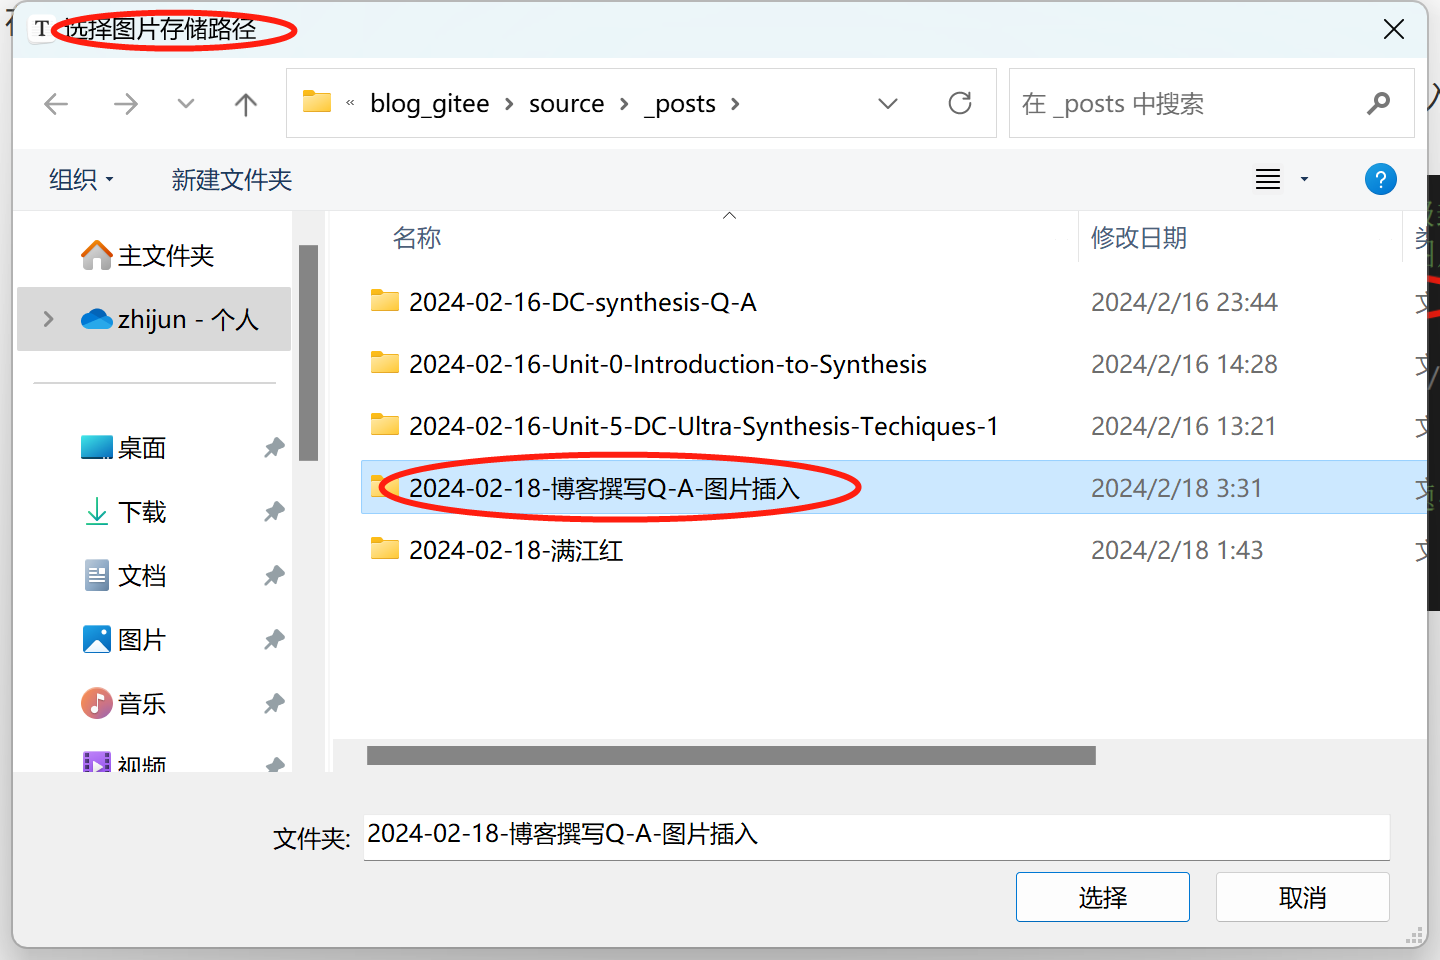 T 选择图片存储路径
« blog_gitee › source › _posts ›
在 _posts 中搜索
组织
新建文件夹
?
主文件夹
zhijun - 个人
桌面
下载
文档
图片
音乐
视频
名称
修改日期
2024-02-16-DC-synthesis-Q-A
2024/2/16 23:44
2024-02-16-Unit-0-Introduction-to-Synthesis
2024/2/16 14:28
2024-02-16-Unit-5-DC-Ultra-Synthesis-Techiques-1
2024/2/16 13:21
2024-02-18-博客撰写Q-A-图片插入
2024/2/18 3:31
2024-02-18-满江红
2024/2/18 1:43
文件夹:
2024-02-18-博客撰写Q-A-图片插入
选择
取消